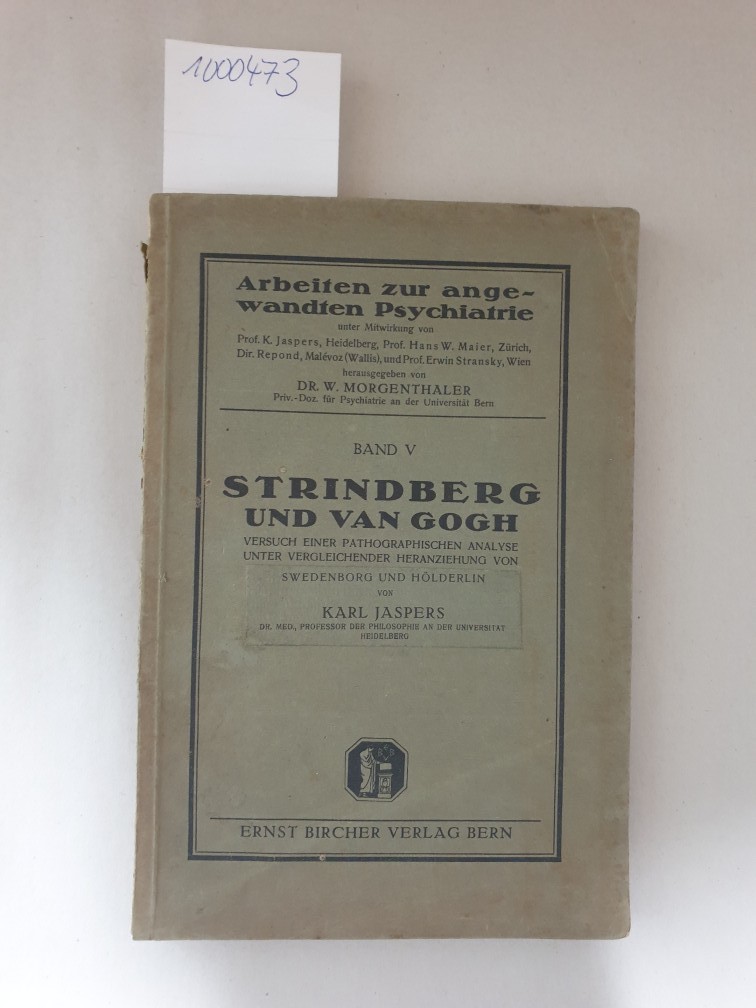 1000473
Arbeiten zur ange-
wandten Psychiatrie
unter Mitwirkung von
Prof. K. Jaspers, Heidelberg, Prof. Hans W. Maier, Zürich,
Dir. Repond, Malévoz (Wallis), und Prof. Erwin Stransky, Wien
herausgegeben von
DR. W. MORGENTHALER
Priv.-Doz. für Psychiatrie an der Universität Bern
BAND V
STRINDBERG
UND VAN GOGH
VERSUCH EINER PATHOGRAPHISCHEN ANALYSE
UNTER VERGLEICHENDER HERANZIEHUNG VON
SWEDENBORG UND HÖLDERLIN
VON
KARL JASPERS
DR. MED., PROFESSOR DER PHILOSOPHIE AN DER UNIVERSITÄT
HEIDELBERG
ERNST BIRCHER VERLAG BERN